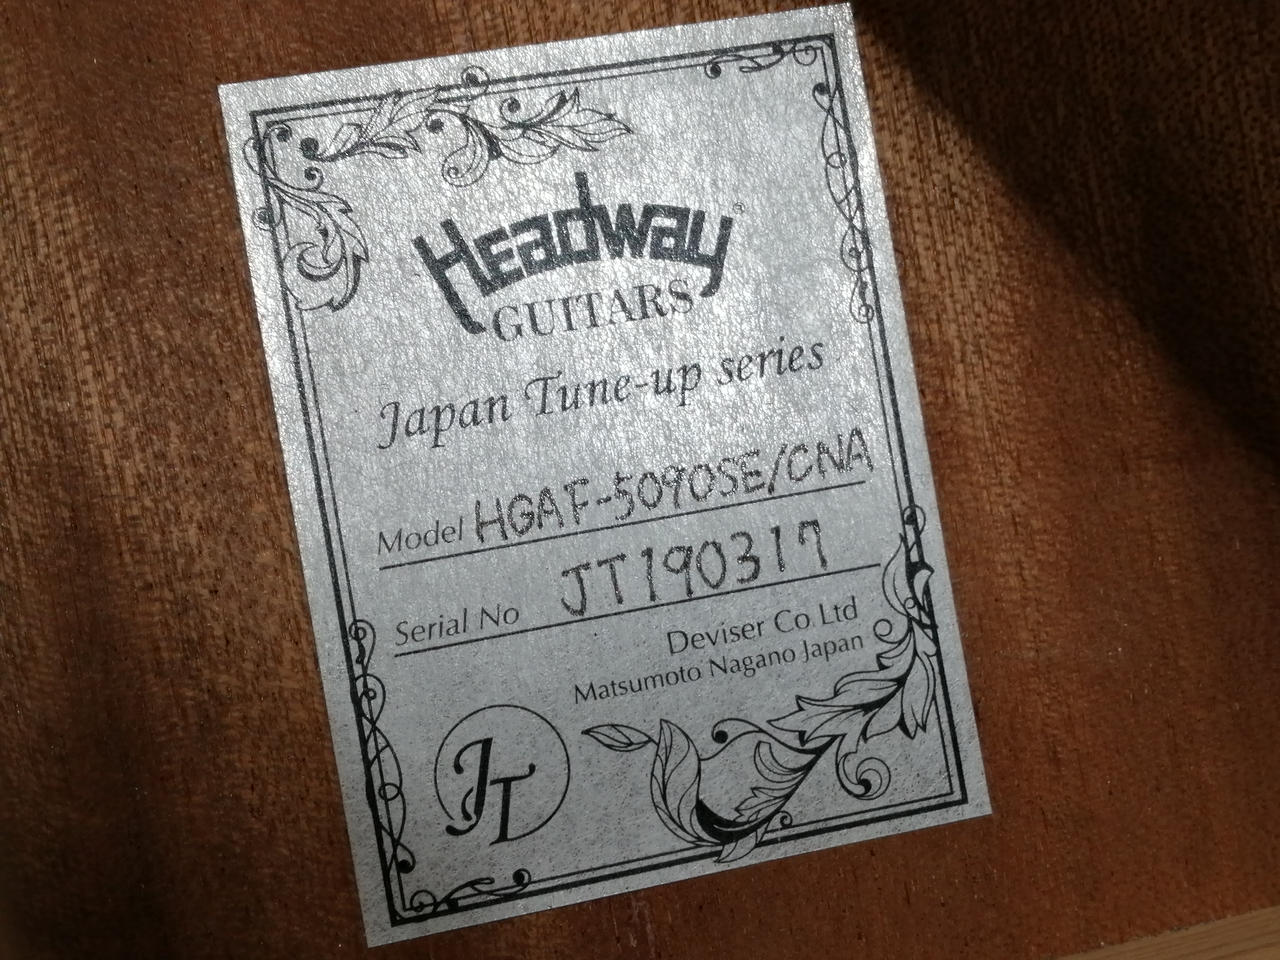 Headway®
GUITARS
Japan Tune-up series
Model HGAF-5090SE/CNA
Serial No JT190317
Deviser Co. Ltd
Matsumoto Nagano Japan
JT